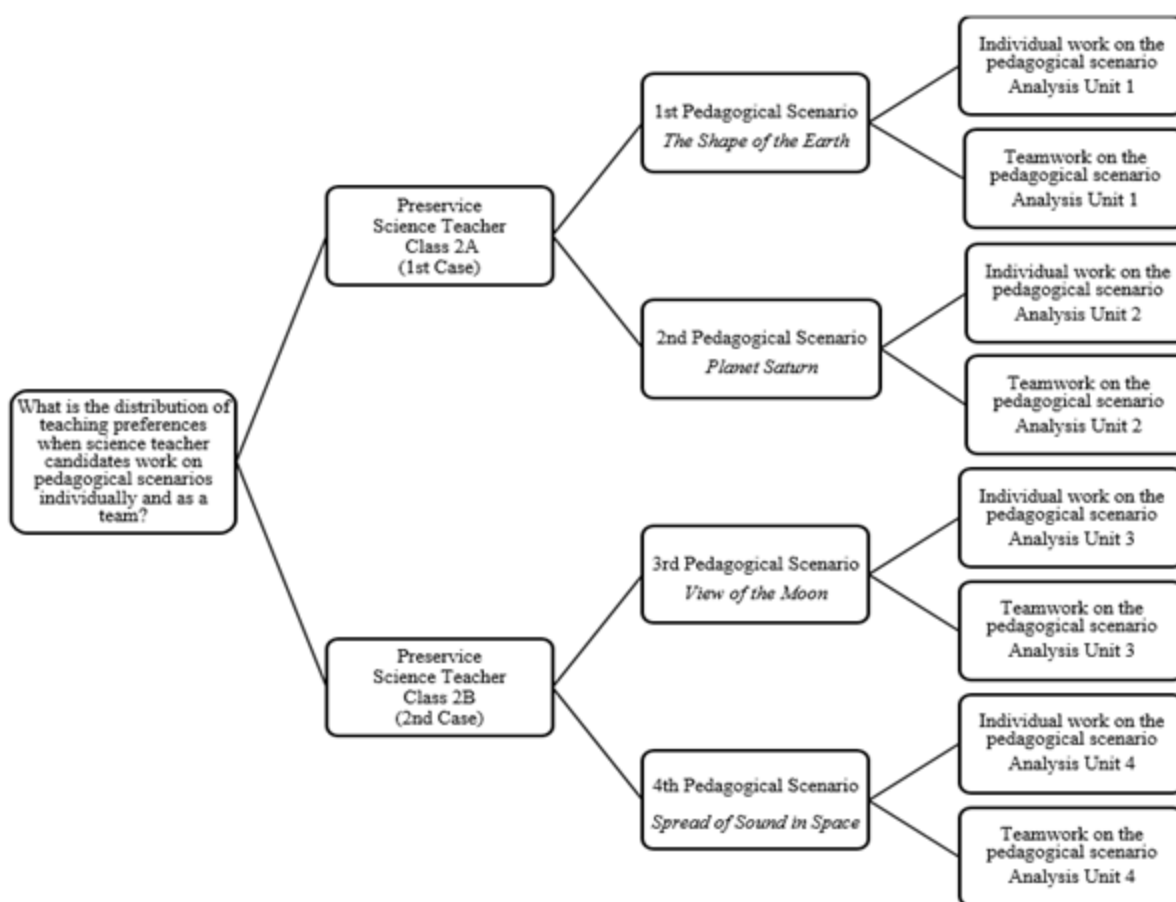 What is the distribution of
teaching preferences
when science teacher
candidates work on
pedagogical scenarios
individually and as a
team?
Preservice
Science Teacher
Class 2A
(1st Case)
1st Pedagogical Scenario
The Shape of the Earth
Individual work on the
pedagogical scenario
Analysis Unit 1
Teamwork on the
pedagogical scenario
Analysis Unit 1
2nd Pedagogical Scenario
Planet Saturn
Individual work on the
pedagogical scenario
Analysis Unit 2
Teamwork on the
pedagogical scenario
Analysis Unit 2
Preservice
Science Teacher
Class 2B
(2nd Case)
3rd Pedagogical Scenario
View of the Moon
Individual work on the
pedagogical scenario
Analysis Unit 3
Teamwork on the
pedagogical scenario
Analysis Unit 3
4th Pedagogical Scenario
Spread of Sound in Space
Individual work on the
pedagogical scenario
Analysis Unit 4
Teamwork on the
pedagogical scenario
Analysis Unit 4